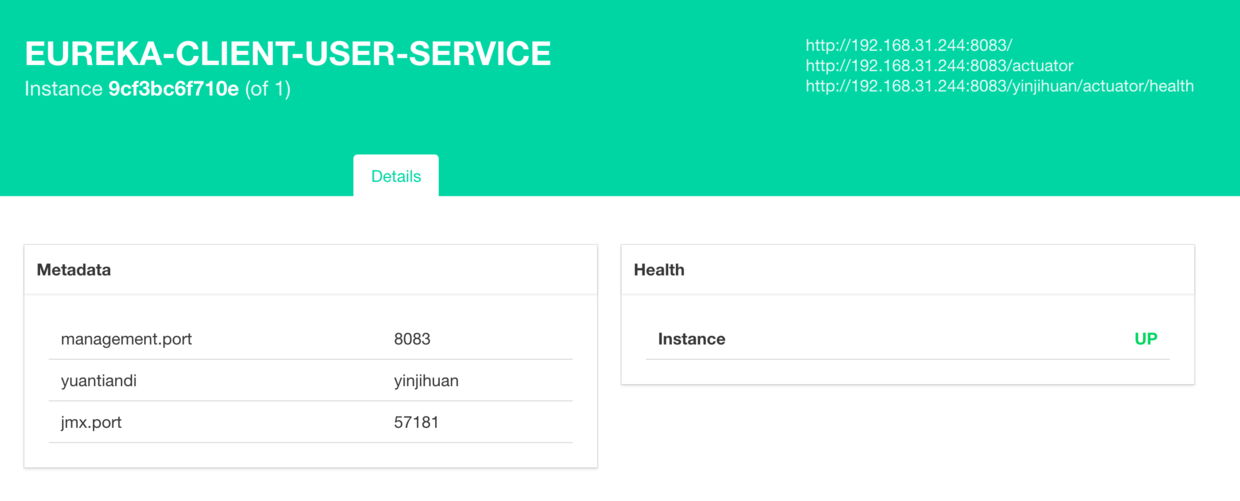 EUREKA-CLIENT-USER-SERVICE
Instance 9cf3bc6f710e (of 1)
http://192.168.31.244:8083/
http://192.168.31.244:8083/actuator
http://192.168.31.244:8083/yinjihuan/actuator/health
Details
Metadata
management.port 8083
yuantiandi yinjihuan
jmx.port 57181
Health
Instance UP